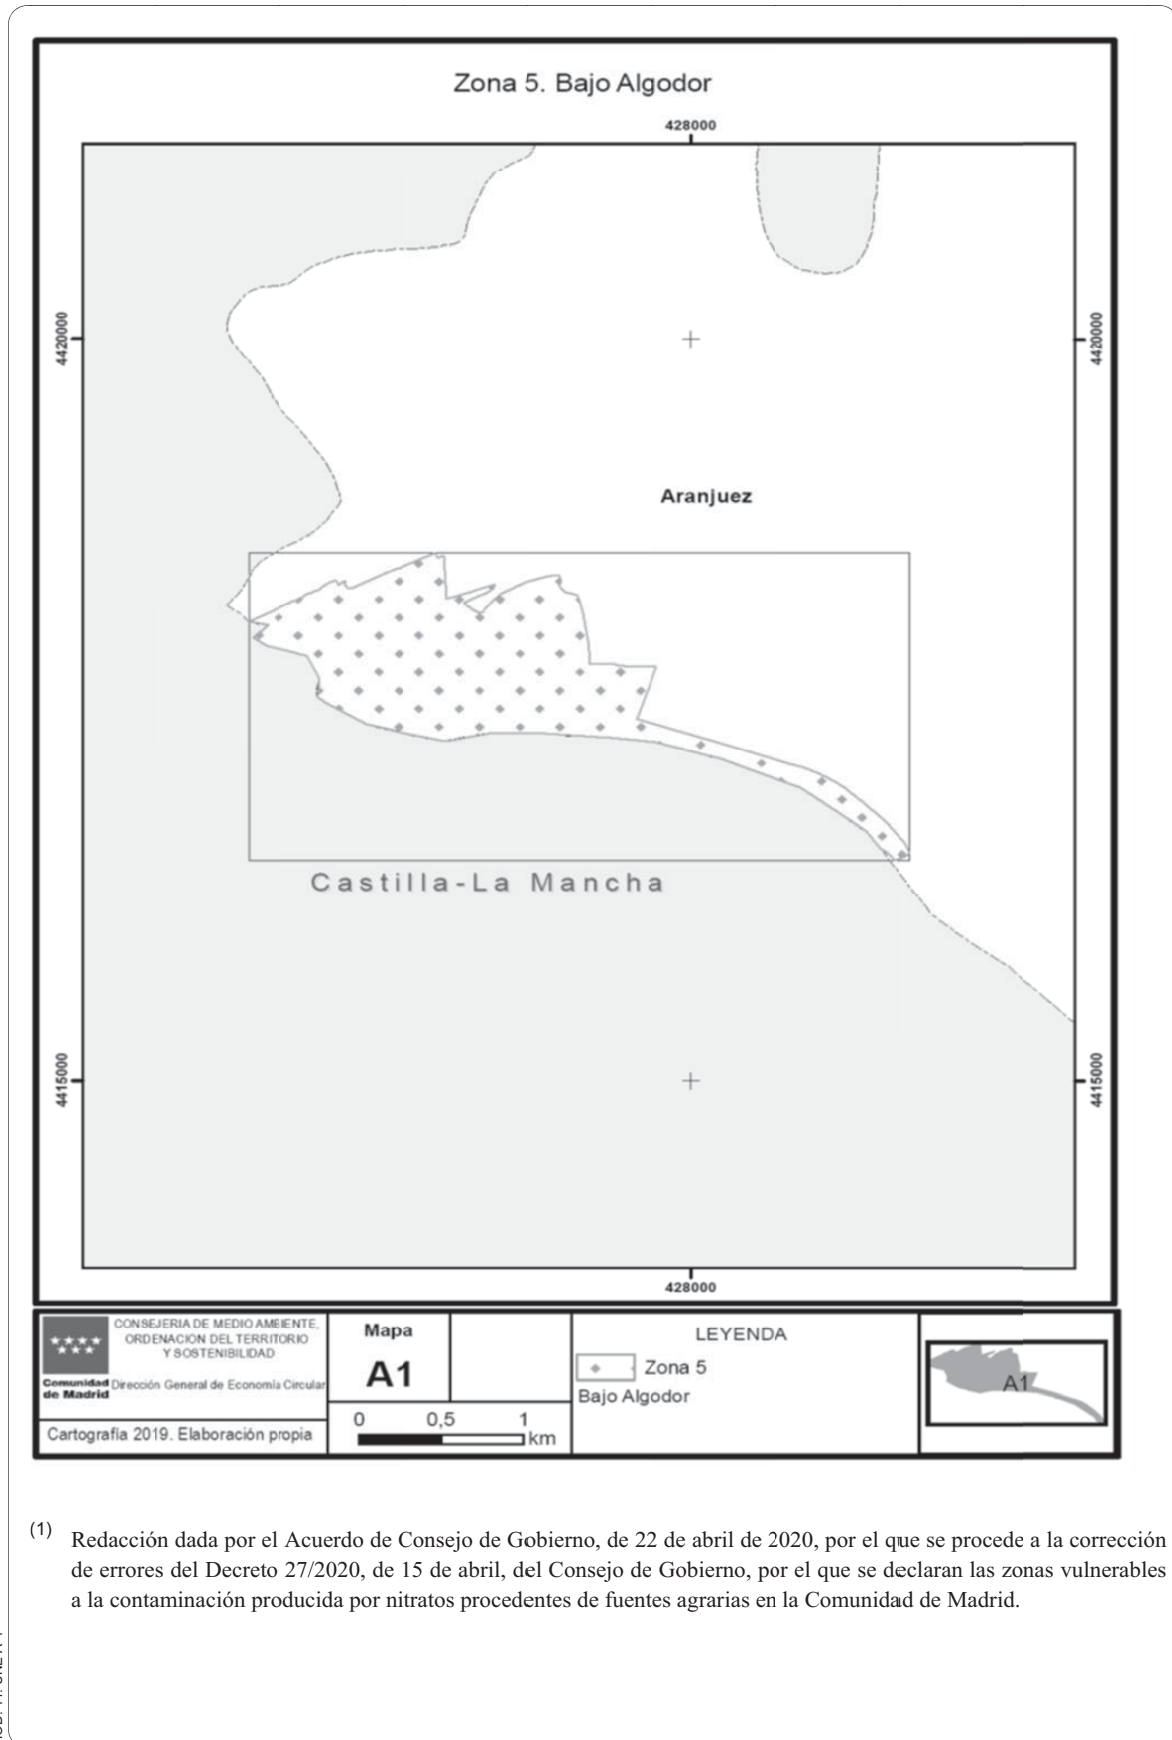 Zona 5. Bajo Algodor
428000
4420000
4420000
Aranjuez
Castilla-La Mancha
4415000
4415000
428000
CONSEJERIA DE MEDIO AMBIENTE,
ORDENACION DEL TERRITORIO
Y SOSTENIBILIDAD
Comunidad
de Madrid
Dirección General de Economía Circular
Cartografía 2019. Elaboración propia
Mapa
A1
0 0,5 1
km
LEYENDA
Zona 5
Bajo Algodor
A1
(1) Redacción dada por el Acuerdo de Consejo de Gobierno, de 22 de abril de 2020, por el que se procede a la corrección
de errores del Decreto 27/2020, de 15 de abril, del Consejo de Gobierno, por el que se declaran las zonas vulnerables
a la contaminación producida por nitratos procedentes de fuentes agrarias en la Comunidad de Madrid.